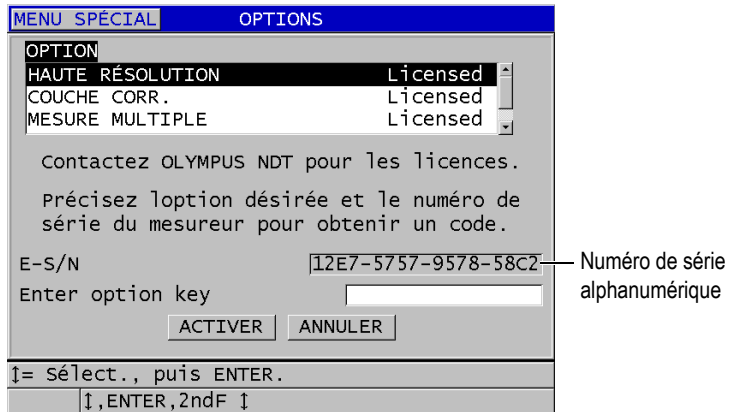 MENU SPÉCIAL OPTIONS
OPTION
HAUTE RÉSOLUTION Licensed
COUCHE CORR. Licensed
MESURE MULTIPLE Licensed
Contactez OLYMPUS NDT pour les licences.
Précisez loption désirée et le numéro de
série du mesureur pour obtenir un code.
E-S/N 12E7-5757-9578-58C2
Numéro de série
alphanumérique
Enter option key
ACTIVER ANNULER
↕= Sélect., puis ENTER.
↕,ENTER,2ndF ↕